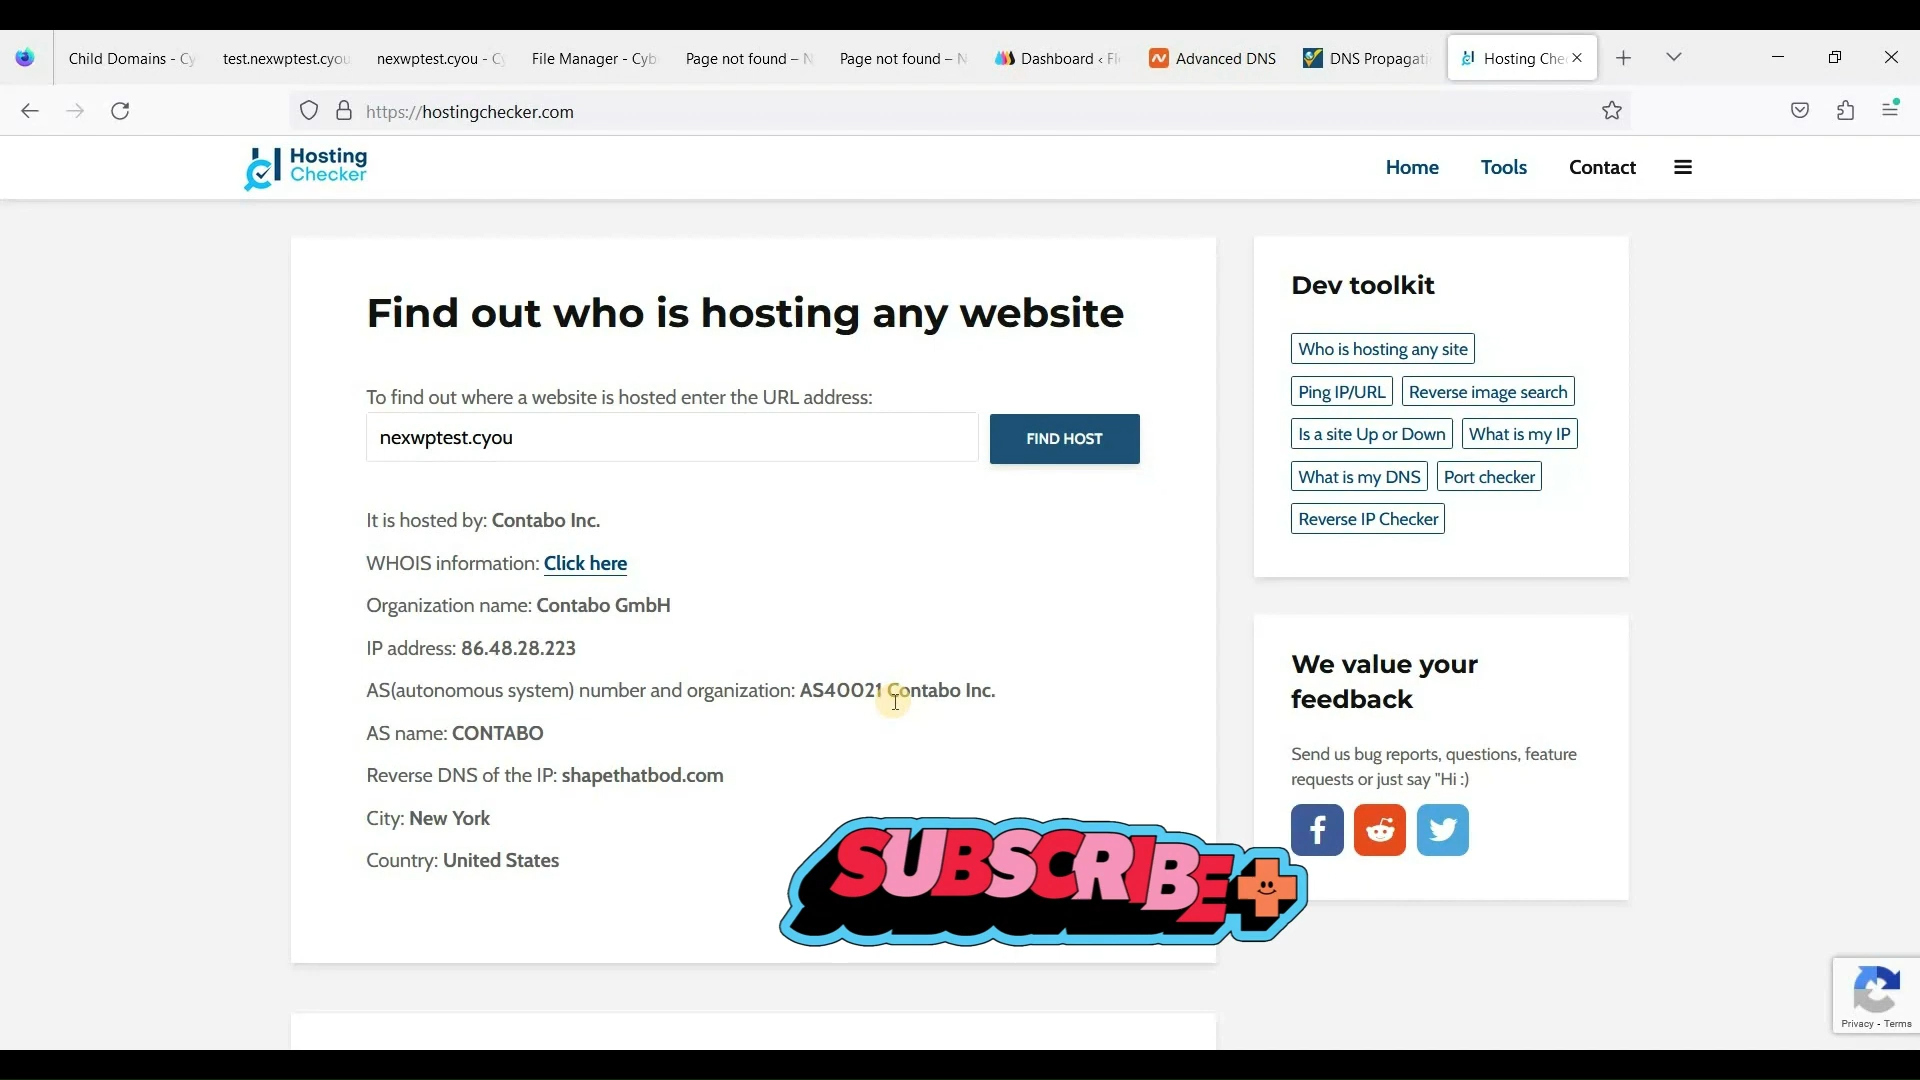 Child Domains - Cy
test.nexwptest.cyou
nexwptest.cyou - C
File Manager - Cyb
Page not found – N
Page not found – N
Dashboard ‹ Fl
Advanced DNS
DNS Propagati
Hosting Che
https://hostingchecker.com
Hosting
Checker
Home
Tools
Contact
Find out who is hosting any website
To find out where a website is hosted enter the URL address:
nexwptest.cyou
FIND HOST
It is hosted by: Contabo Inc.
WHOIS information: Click here
Organization name: Contabo GmbH
IP address: 86.48.28.223
AS(autonomous system) number and organization: AS40021 Contabo Inc.
AS name: CONTABO
Reverse DNS of the IP: shapethatbod.com
City: New York
Country: United States
SUBSCRIBE
Dev toolkit
Who is hosting any site
Ping IP/URL
Reverse image search
Is a site Up or Down
What is my IP
What is my DNS
Port checker
Reverse IP Checker
We value your
feedback
Send us bug reports, questions, feature
requests or just say "Hi :)
Privacy - Terms